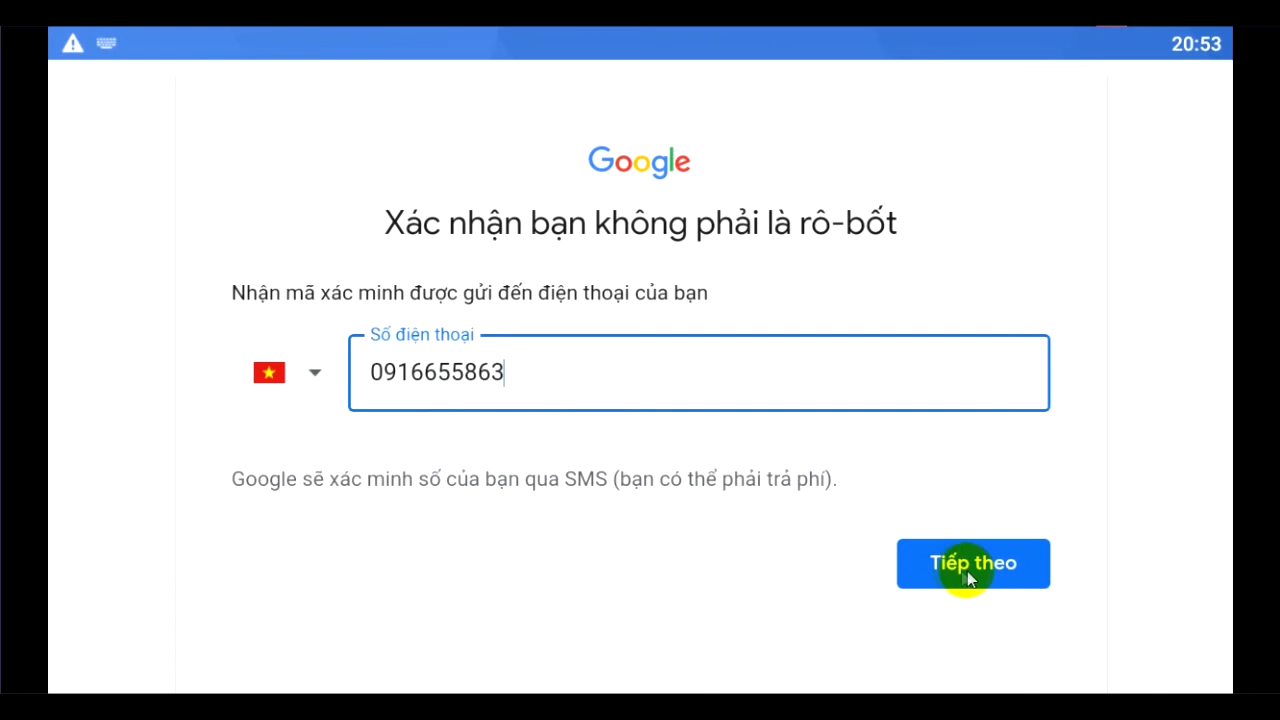 20:53
Google
Xác nhận bạn không phải là rô-bốt
Nhận mã xác minh được gửi đến điện thoại của bạn
Số điện thoại
0916655863
Google sẽ xác minh số của bạn qua SMS (bạn có thể phải trả phí).
Tiếp theo